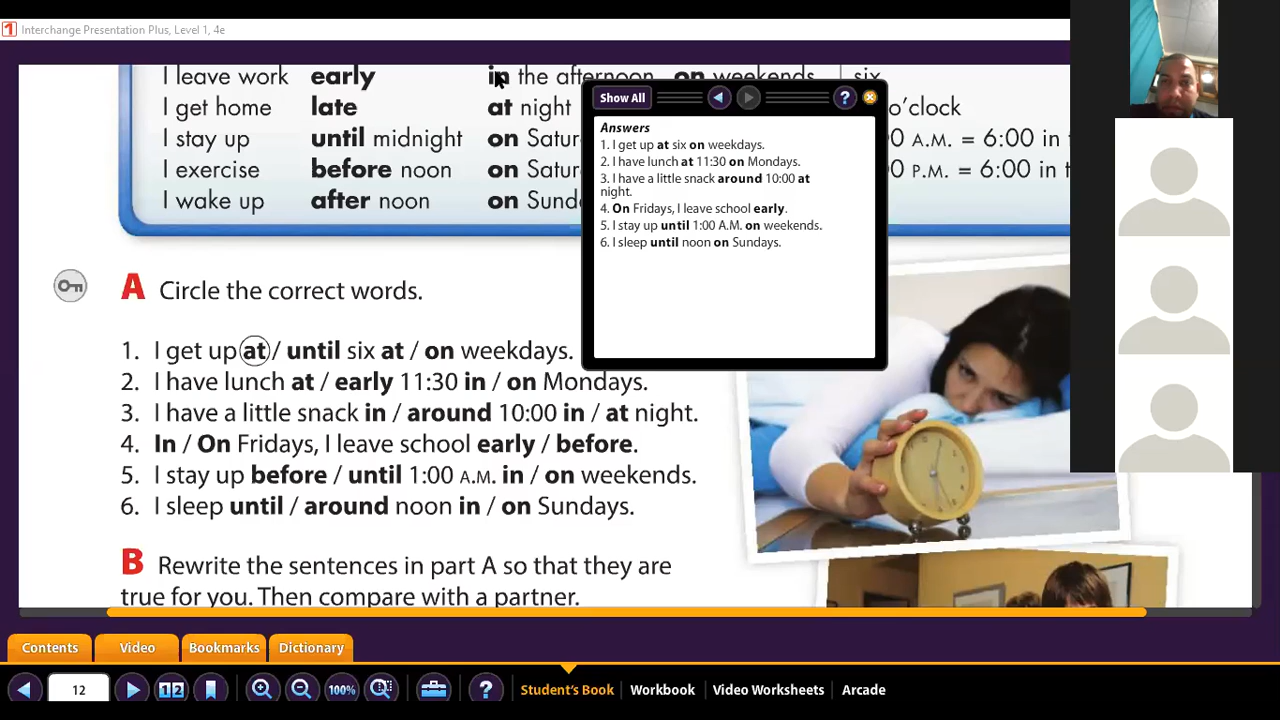 Interchange Presentation Plus, Level 1, 4e
I leave work early in the afternoon on weekends six
I get home late at night o'clock
I stay up until midnight on Satur A.M. = 6:00 in t
I exercise before noon on Satu P.M. = 6:00 in t
I wake up after noon on Sund
Show All
?
Answers
1. I get up at six on weekdays.
2. I have lunch at 11:30 on Mondays.
3. I have a little snack around 10:00 at
night.
4. On Fridays, I leave school early.
5. I stay up until 1:00 A.M. on weekends.
6. I sleep until noon on Sundays.
A Circle the correct words.
1. I get up at / until six at / on weekdays.
2. I have lunch at / early 11:30 in / on Mondays.
3. I have a little snack in / around 10:00 in / at night.
4. In / On Fridays, I leave school early / before.
5. I stay up before / until 1:00 A.M. in / on weekends.
6. I sleep until / around noon in / on Sundays.
B Rewrite the sentences in part A so that they are
true for you. Then compare with a partner.
Contents Video Bookmarks Dictionary
12 12 100% ? Student's Book Workbook Video Worksheets Arcade